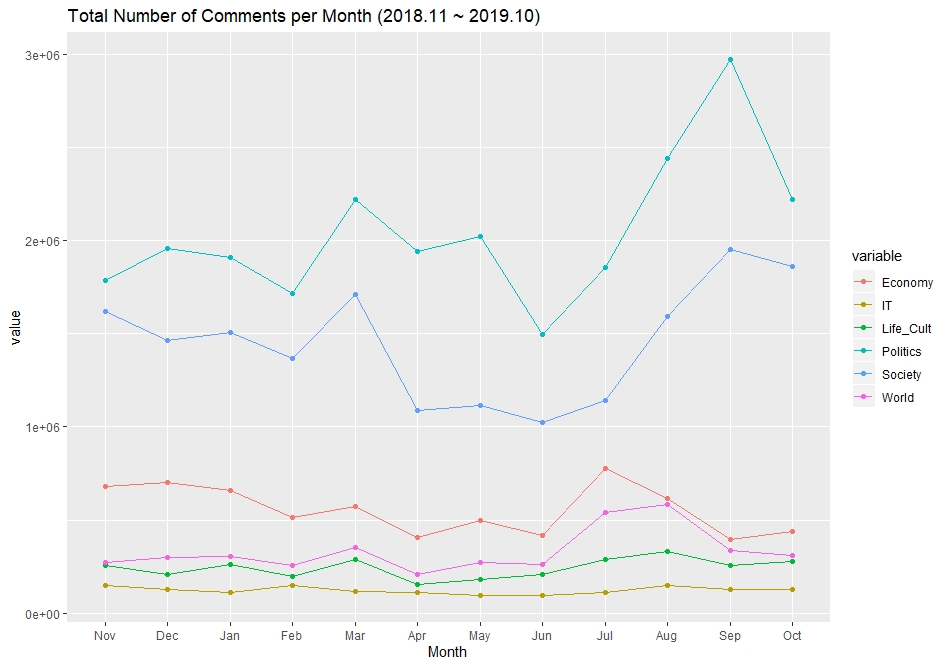 Total Number of Comments per Month (2018.11 ~ 2019.10)
3e+06
2e+06
1e+06
0e+00
value
Nov Dec Jan Feb Mar Apr May Jun Jul Aug Sep Oct
Month
variable
Economy
IT
Life_Cult
Politics
Society
World